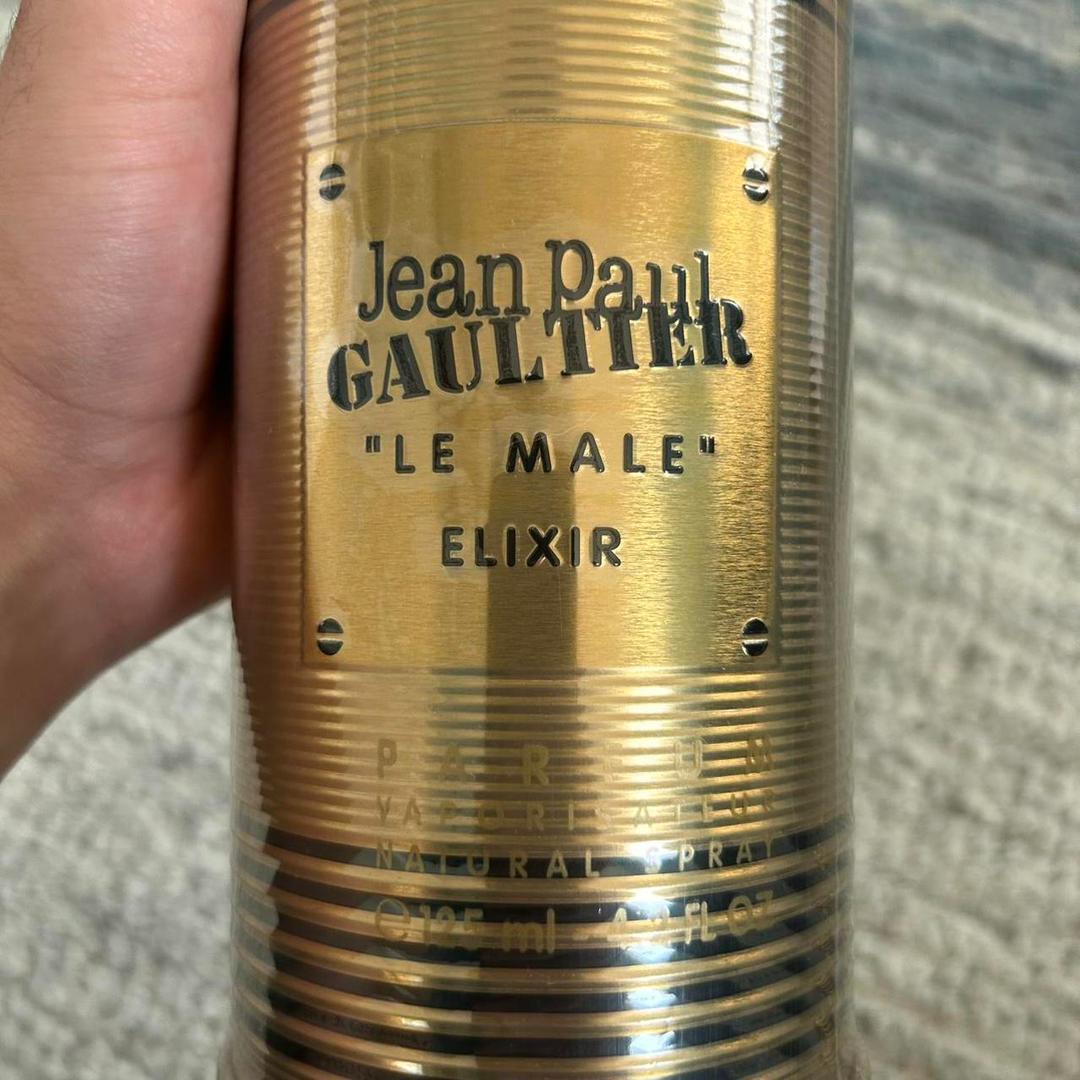 Jean Paul
GAULTIER
"LE MALE"
ELIXIR
PARFUM
VAPORISATEUR
NATURAL SPRAY
℮125 ml - 4.2 FL OZ